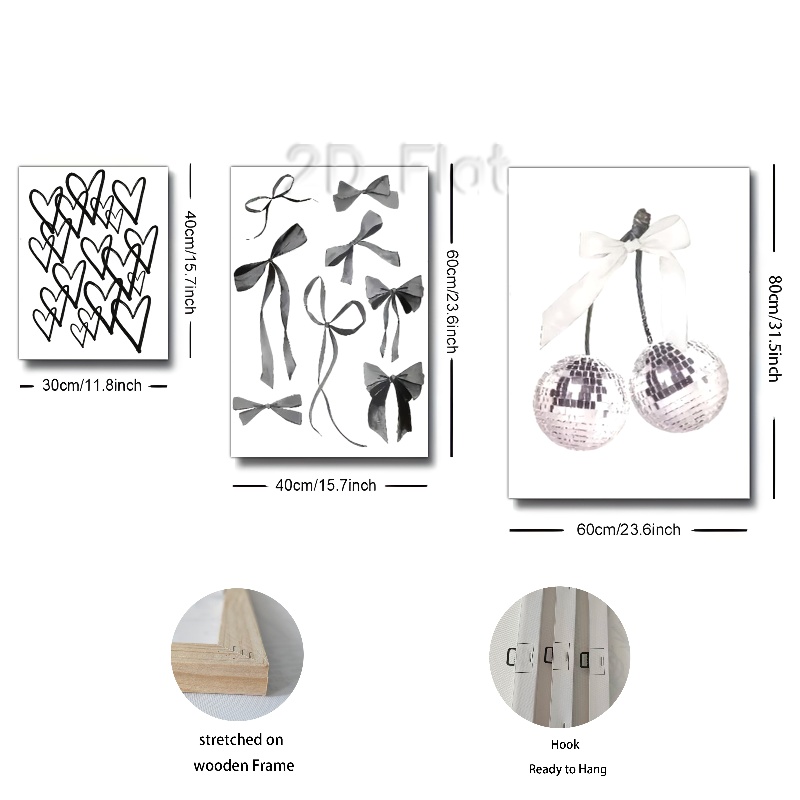 2D Flat
40cm/15.7inch
30cm/11.8inch
60cm/23.6inch
40cm/15.7inch
80cm/31.5inch
60cm/23.6inch
stretched on
wooden Frame
Hook
Ready to Hang